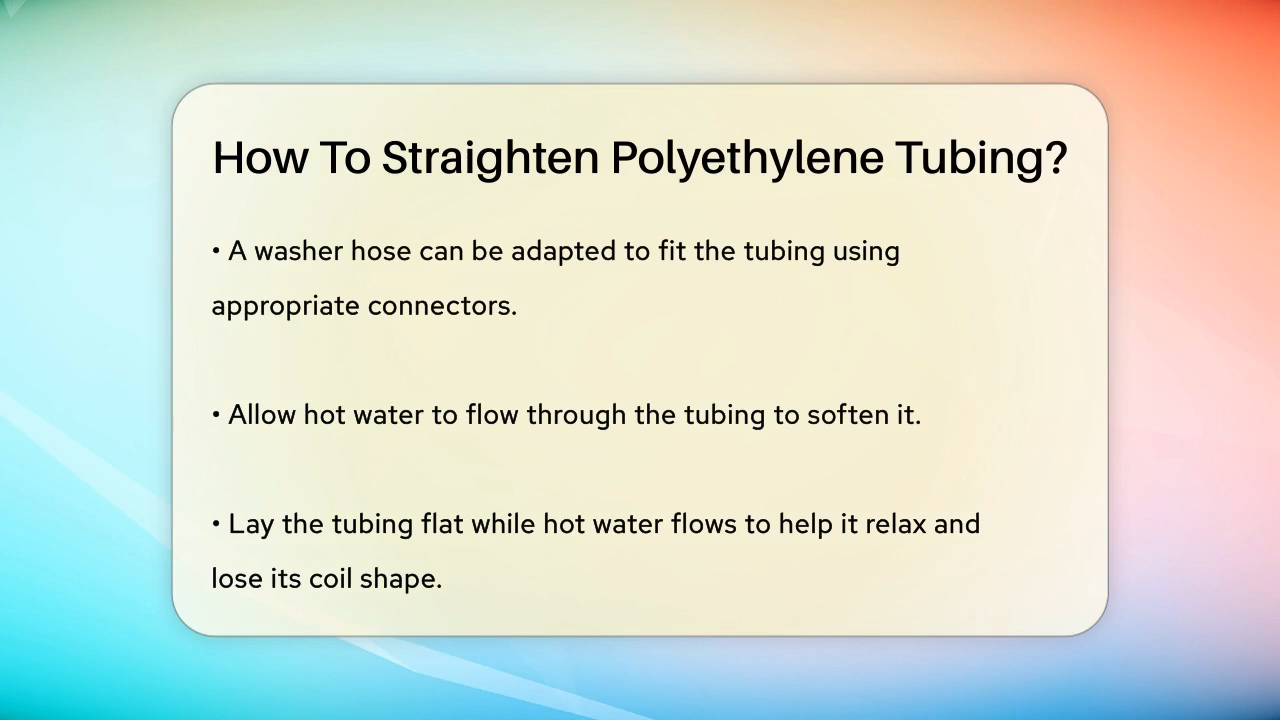 How To Straighten Polyethylene Tubing?
• A washer hose can be adapted to fit the tubing using
appropriate connectors.
• Allow hot water to flow through the tubing to soften it.
• Lay the tubing flat while hot water flows to help it relax and
lose its coil shape.